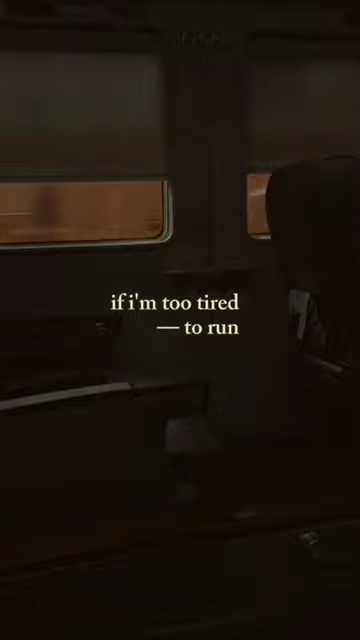 if i'm too tired
— to run